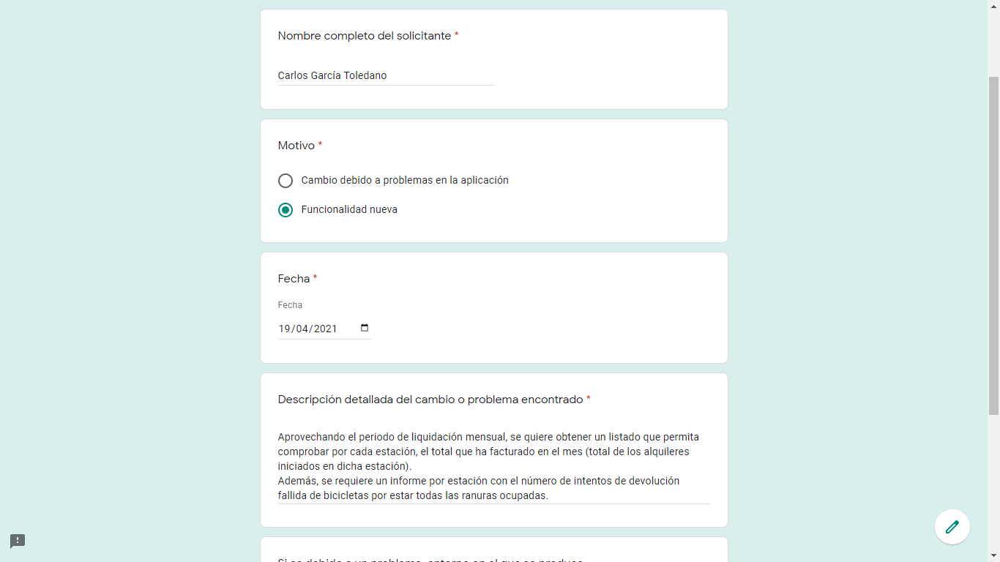 Nombre completo del solicitante *
Carlos García Toledano
Motivo *
Cambio debido a problemas en la aplicación
Funcionalidad nueva
Fecha *
Fecha
19/04/2021
Descripción detallada del cambio o problema encontrado *
Aprovechando el periodo de liquidación mensual, se quiere obtener un listado que permita
comprobar por cada estación, el total que ha facturado en el mes (total de los alquileres
iniciados en dicha estación).
Además, se requiere un informe por estación con el número de intentos de devolución
fallida de bicicletas por estar todas las ranuras ocupadas.